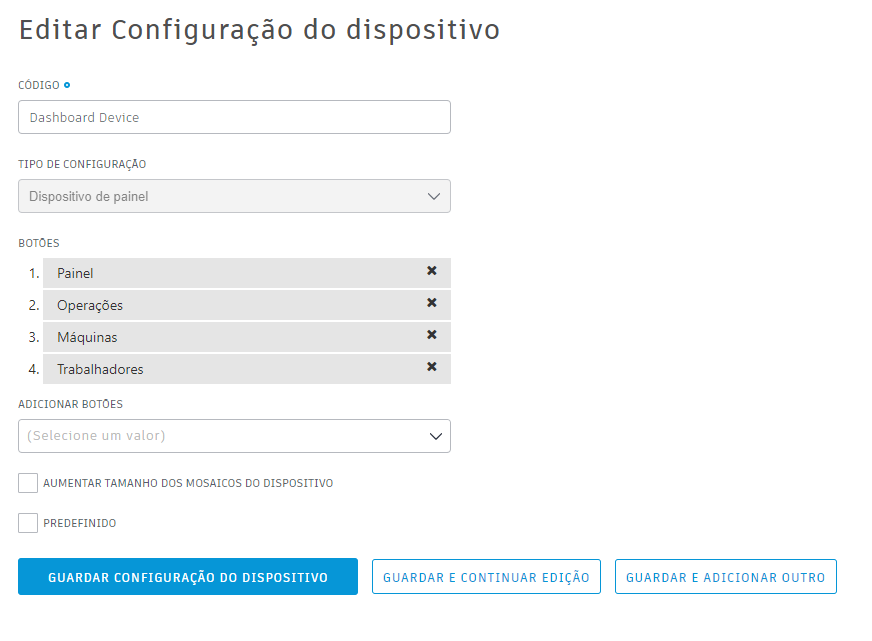 Editar Configuração do dispositivo
CÓDIGO
Dashboard Device
TIPO DE CONFIGURAÇÃO
Dispositivo de painel
BOTÕES
1. Painel
2. Operações
3. Máquinas
4. Trabalhadores
ADICIONAR BOTÕES
(Selecione um valor)
AUMENTAR TAMANHO DOS MOSAICOS DO DISPOSITIVO
PREDEFINIDO
GUARDAR CONFIGURAÇÃO DO DISPOSITIVO GUARDAR E CONTINUAR EDIÇÃO GUARDAR E ADICIONAR OUTRO